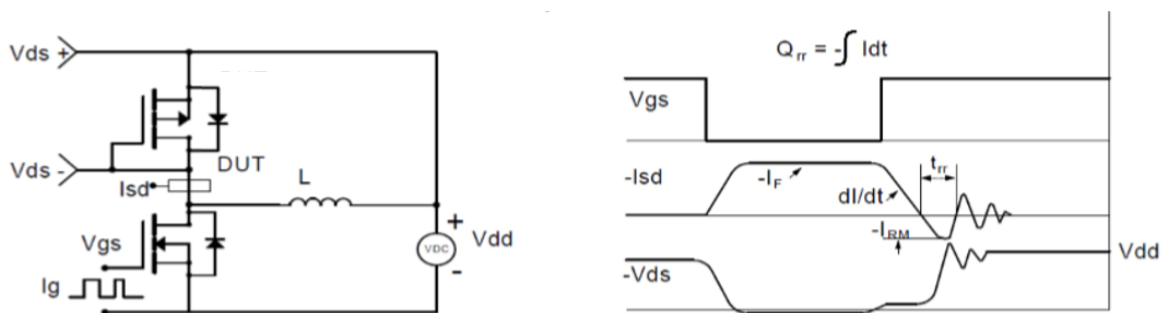 Vds +
Vds -
DUT
Isd
L
Vgs
Ig
+
VDC
-
Vdd
Qrr = -∫ Idt
Vgs
-Isd
-IF
dI/dt
trr
-IRM
-Vds
Vdd